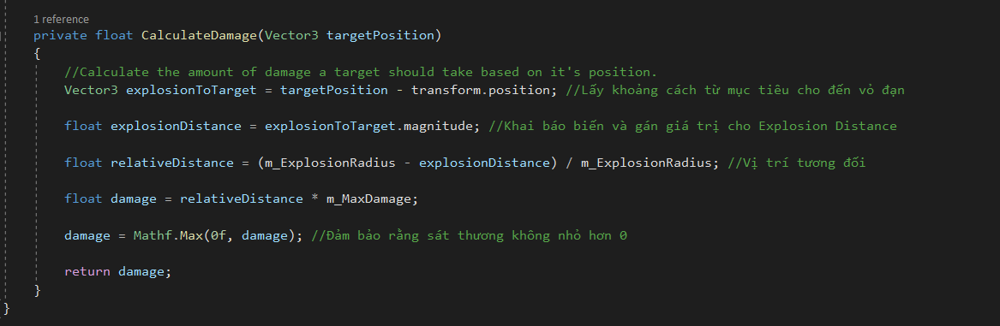 1 reference
private float CalculateDamage(Vector3 targetPosition)
{
//Calculate the amount of damage a target should take based on it's position.
Vector3 explosionToTarget = targetPosition - transform.position; //Lấy khoảng cách từ mục tiêu cho đến vỏ đạn
float explosionDistance = explosionToTarget.magnitude; //Khai báo biến và gán giá trị cho Explosion Distance
float relativeDistance = (m_ExplosionRadius - explosionDistance) / m_ExplosionRadius; //Vị trí tương đối
float damage = relativeDistance * m_MaxDamage;
damage = Mathf.Max(0f, damage); //Đảm bảo rằng sát thương không nhỏ hơn 0
return damage;
}
}